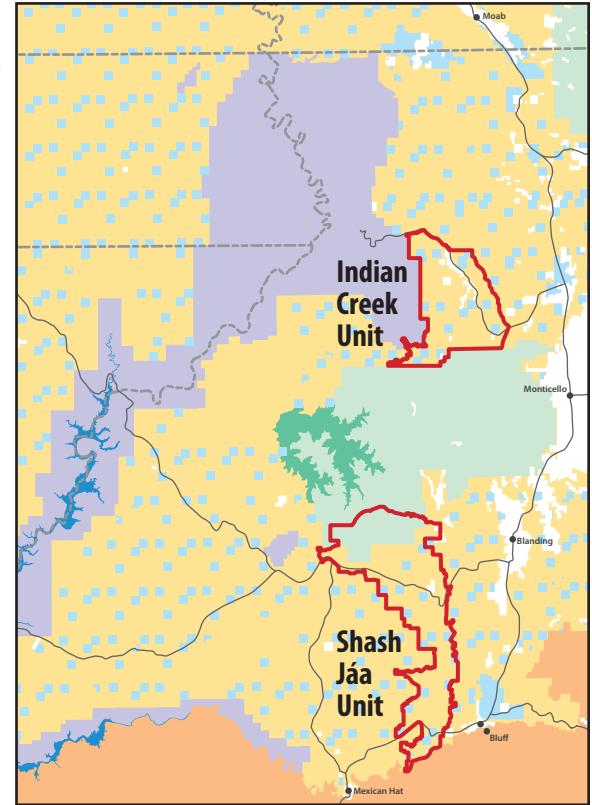 Moab
Indian
Creek
Unit
Monticello
Blanding
Shash
Jáa
Unit
Bluff
Mexican Hat